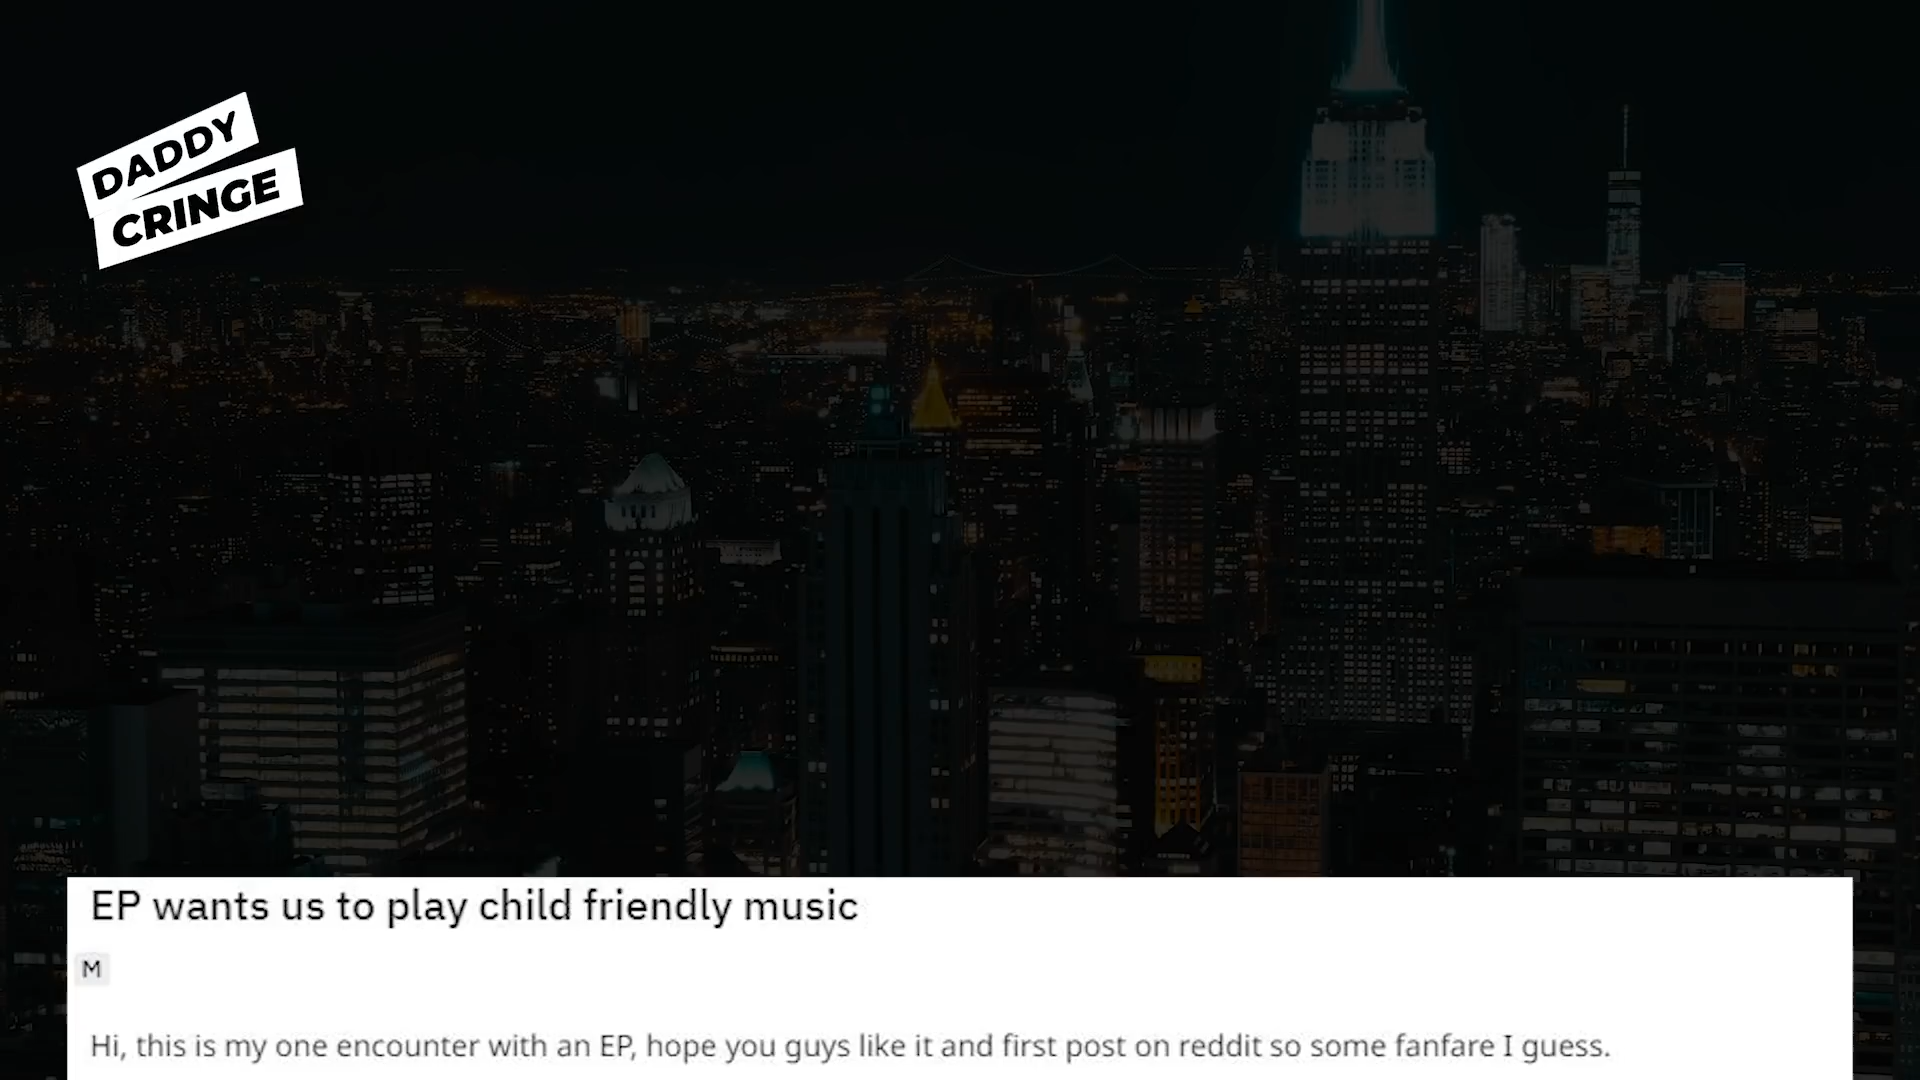 DADDY
CRINGE
EP wants us to play child friendly music
M
Hi, this is my one encounter with an EP, hope you guys like it and first post on reddit so some fanfare I guess.